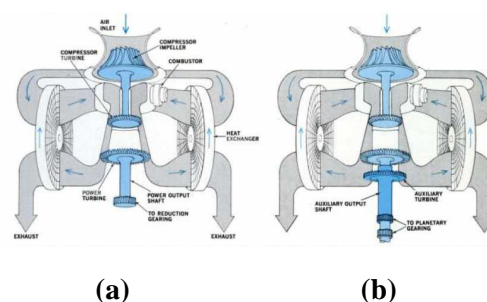 AIR
INLET
COMPRESSOR
IMPELLER
COMPRESSOR
TURBINE
COMBUSTOR
HEAT
EXCHANGER
POWER
TURBINE
POWER OUTPUT
SHAFT
TO REDUCTION
GEARING
EXHAUST
EXHAUST
AUXILIARY OUTPUT
SHAFT
AUXILIARY
TURBINE
TO PLANETARY
GEARING
(a)
(b)